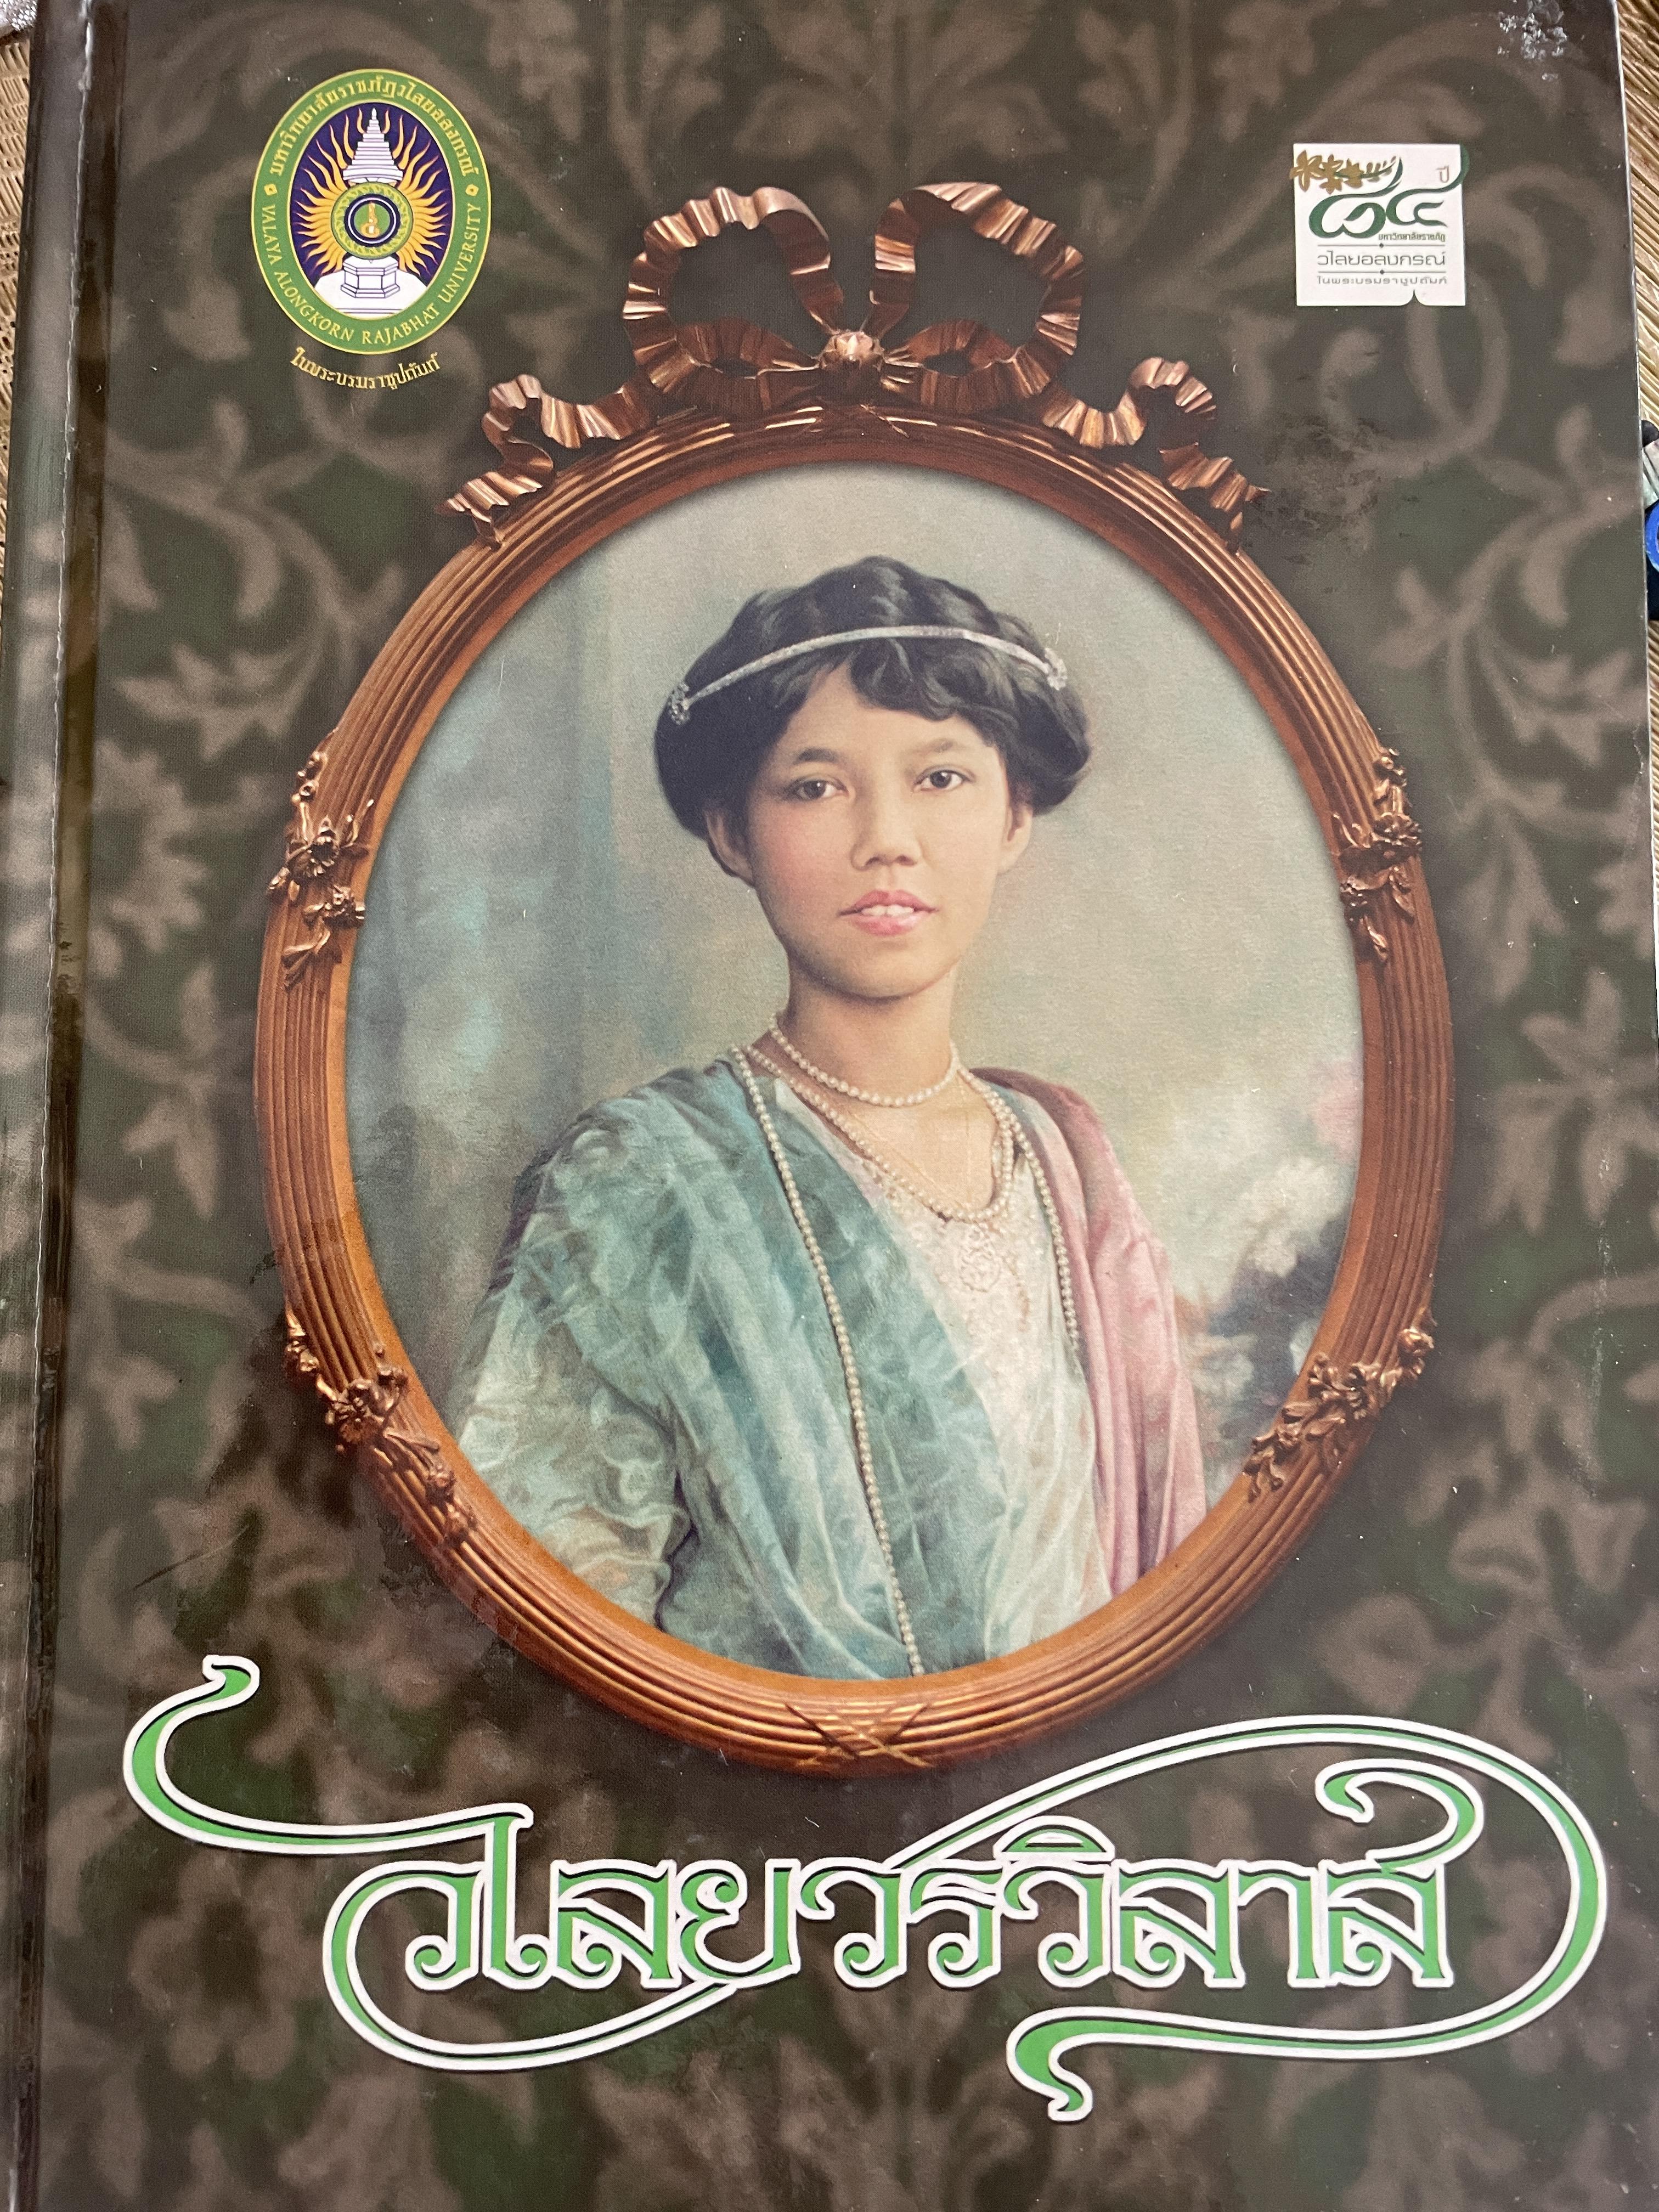 มหาวิทยาลัยราชภัฏวไลยอลงกรณ์
VALAYA ALONGKORN RAJABHAT UNIVERSITY
ในพระบรมราชูปถัมภ์
๘๔ ปี
มหาวิทยาลัยราชภัฏ
วไลยอลงกรณ์
ในพระบรมราชูปถัมภ์
วไลยวรวิลาส์